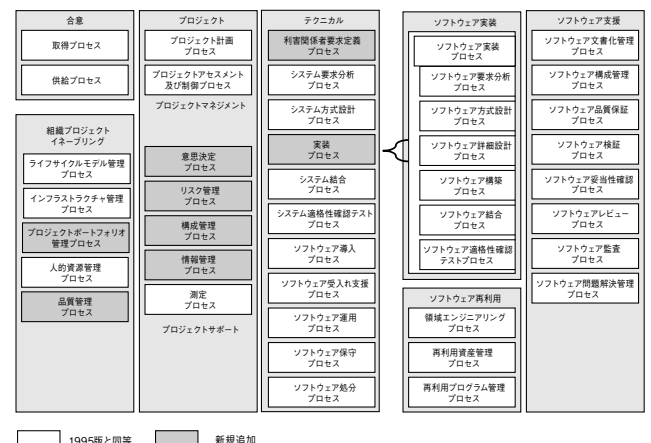 合意
取得プロセス
供給プロセス
組織プロジェクト
イネーブリング
ライフサイクルモデル管理
プロセス
インフラストラクチャ管理
プロセス
プロジェクトポートフォリオ
管理プロセス
人的資源管理
プロセス
品質管理
プロセス
プロジェクト
プロジェクト計画
プロセス
プロジェクトアセスメント
及び制御プロセス
プロジェクトマネジメント
意思決定
プロセス
リスク管理
プロセス
構成管理
プロセス
情報管理
プロセス
測定
プロセス
プロジェクトサポート
テクニカル
利害関係者要求定義
プロセス
システム要求分析
プロセス
システム方式設計
プロセス
実装
プロセス
システム結合
プロセス
システム適格性確認テスト
プロセス
ソフトウェア導入
プロセス
ソフトウェア受入れ支援
プロセス
ソフトウェア運用
プロセス
ソフトウェア保守
プロセス
ソフトウェア処分
プロセス
ソフトウェア実装
ソフトウェア実装
プロセス
ソフトウェア要求分析
プロセス
ソフトウェア方式設計
プロセス
ソフトウェア詳細設計
プロセス
ソフトウェア構築
プロセス
ソフトウェア結合
プロセス
ソフトウェア適格性確認
テストプロセス
ソフトウェア再利用
領域エンジニアリング
プロセス
再利用資産管理
プロセス
再利用プログラム管理
プロセス
ソフトウェア支援
ソフトウェア文書化管理
プロセス
ソフトウェア構成管理
プロセス
ソフトウェア品質保証
プロセス
ソフトウェア検証
プロセス
ソフトウェア妥当性確認
プロセス
ソフトウェアレビュー
プロセス
ソフトウェア監査
プロセス
ソフトウェア問題解決管理
プロセス
1995版と同等
新規追加